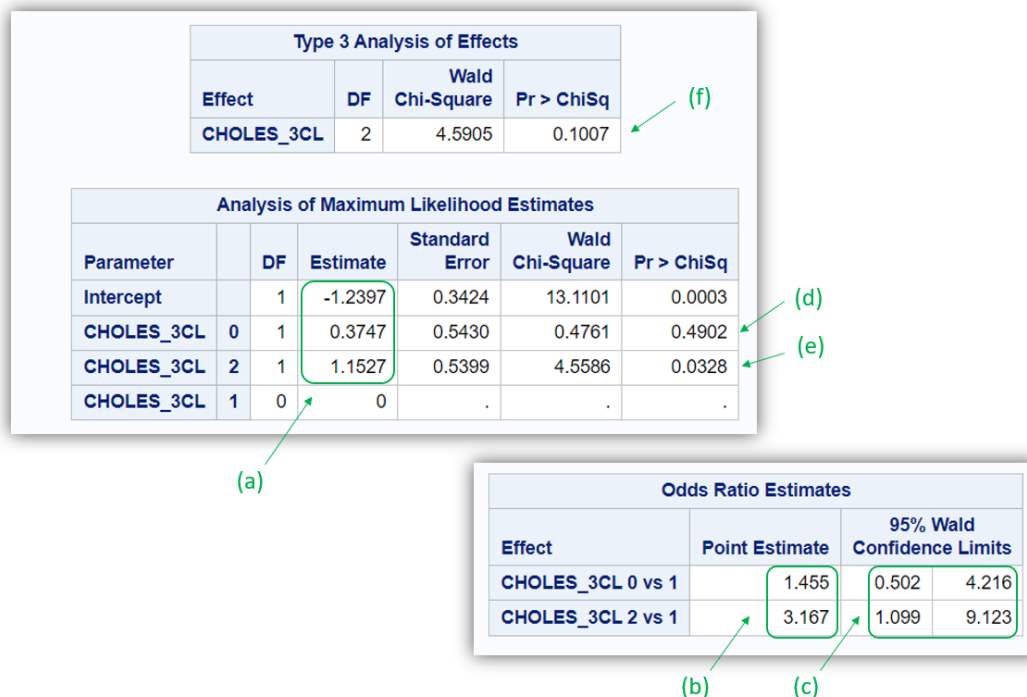 Type 3 Analysis of Effects
Effect DF Wald Chi-Square Pr > ChiSq
CHOLES_3CL 2 4.5905 0.1007
(f)
Analysis of Maximum Likelihood Estimates
Parameter DF Estimate Standard Error Wald Chi-Square Pr > ChiSq
Intercept 1 -1.2397 0.3424 13.1101 0.0003
CHOLES_3CL 0 1 0.3747 0.5430 0.4761 0.4902
(d)
CHOLES_3CL 2 1 1.1527 0.5399 4.5586 0.0328
(e)
CHOLES_3CL 1 0 0 . . .
(a)
Odds Ratio Estimates
Effect Point Estimate 95% Wald Confidence Limits
CHOLES_3CL 0 vs 1 1.455 0.502 4.216
CHOLES_3CL 2 vs 1 3.167 1.099 9.123
(b) (c)